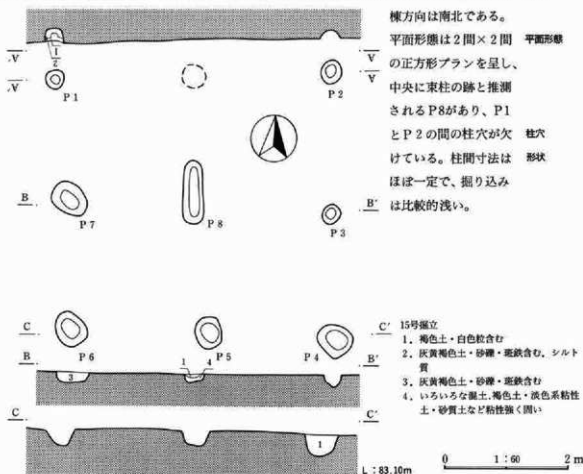 棟方向は南北である。
平面形態は2間×2間
の正方形プランを呈し、
中央に束柱の跡と推測
されるP8があり、P1
とP2の間の柱穴が欠
けている。柱間寸法は
ほぼ一定で、掘り込み
は比較的浅い。
平面形態
柱穴
形状
A
A
1
2
A
A
P1
P2
B
B'
P7
P8
P3
C
C'
P6
P5
P4
B
B'
3
1
4
C
C'
1
L:83.10m
15号掘立
1. 褐色土・白色粒含む
2. 灰黄褐色土・砂礫・斑鉄含む、シルト
質
3. 灰黄褐色土・砂礫・斑鉄含む
4. いろいろな混土、褐色土・淡色系粘性
土・砂質土など粘性強く固い
0
1:60
2m